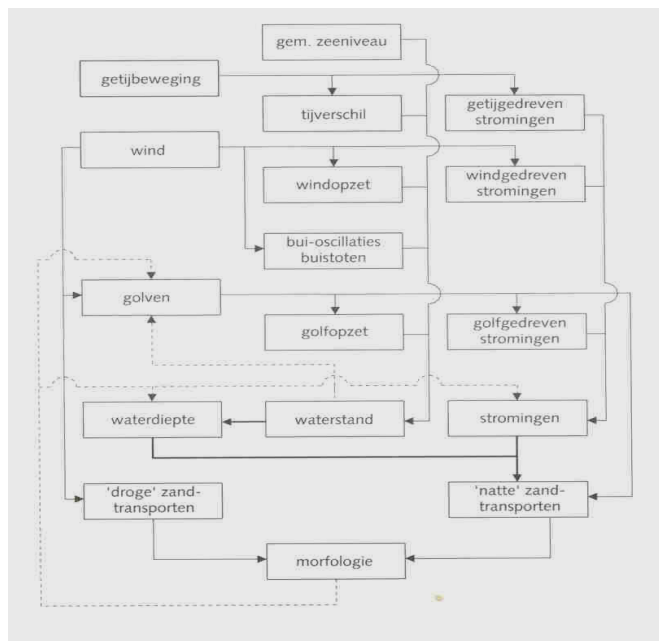 gem. zeeniveau
getijbeweging
tijverschil
getijgedreven
stromingen
wind
windopzet
windgedreven
stromingen
bui-oscillaties
buistoten
golven
golfopzet
golfgedreven
stromingen
waterdiepte
waterstand
stromingen
'droge' zand-
transporten
'natte' zand-
transporten
morfologie